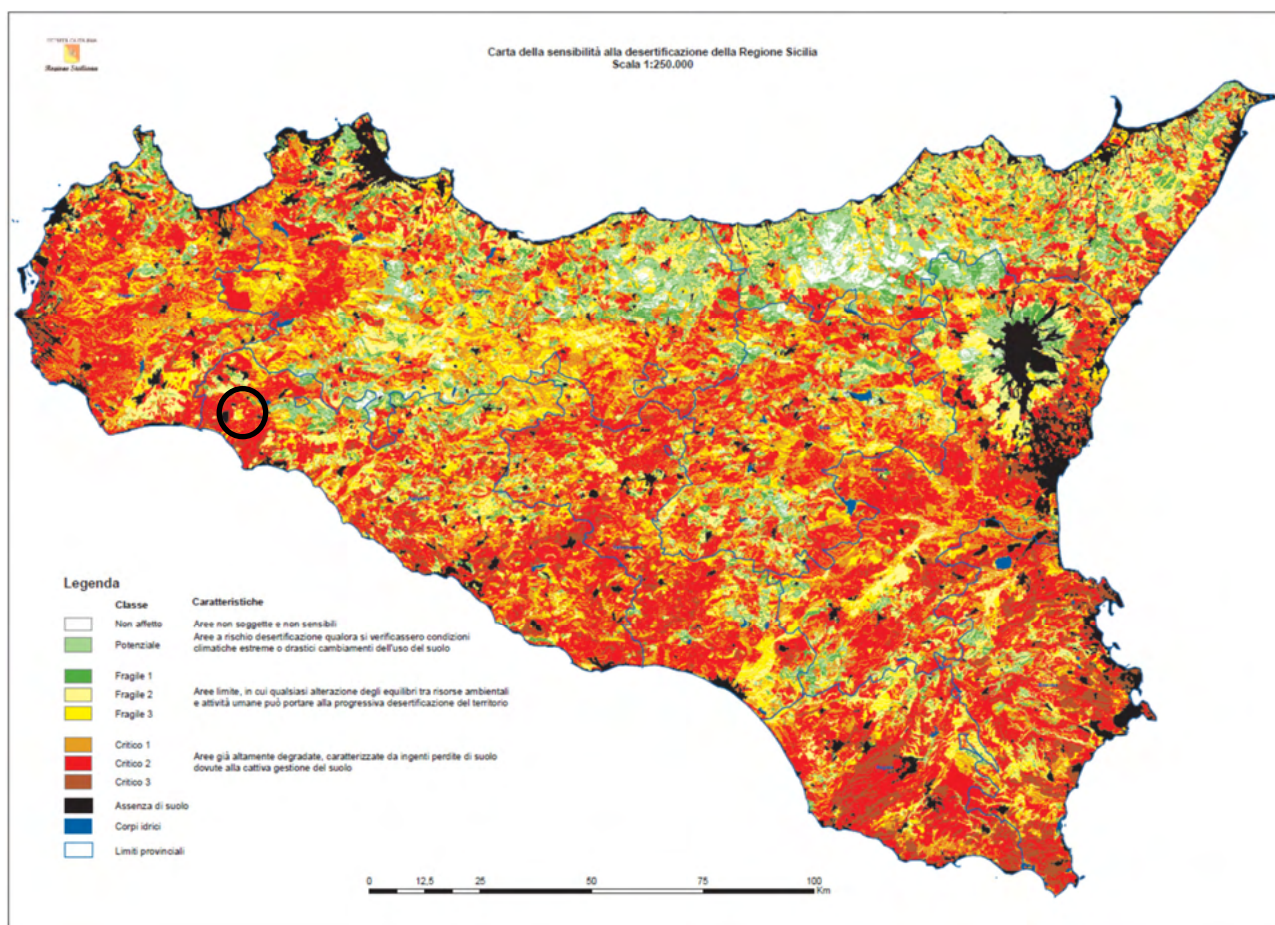 Regione Siciliana
Carta della sensibilità alla desertificazione della Regione Sicilia
Scala 1:250.000
Legenda
Classe Caratteristiche
Non affetto Aree non soggette e non sensibili
Potenziale Aree a rischio desertificazione qualora si verificassero condizioni
climatiche estreme o drastici cambiamenti dell'uso del suolo
Fragile 1
Fragile 2 Aree limite, in cui qualsiasi alterazione degli equilibri tra risorse ambientali
e attività umane può portare alla progressiva desertificazione del territorio
Fragile 3
Critico 1
Critico 2 Aree già altamente degradate, caratterizzate da ingenti perdite di suolo
dovute alla cattiva gestione del suolo
Critico 3
Assenza di suolo
Corpi idrici
Limiti provinciali
0 12,5 25 50 75 100
Km